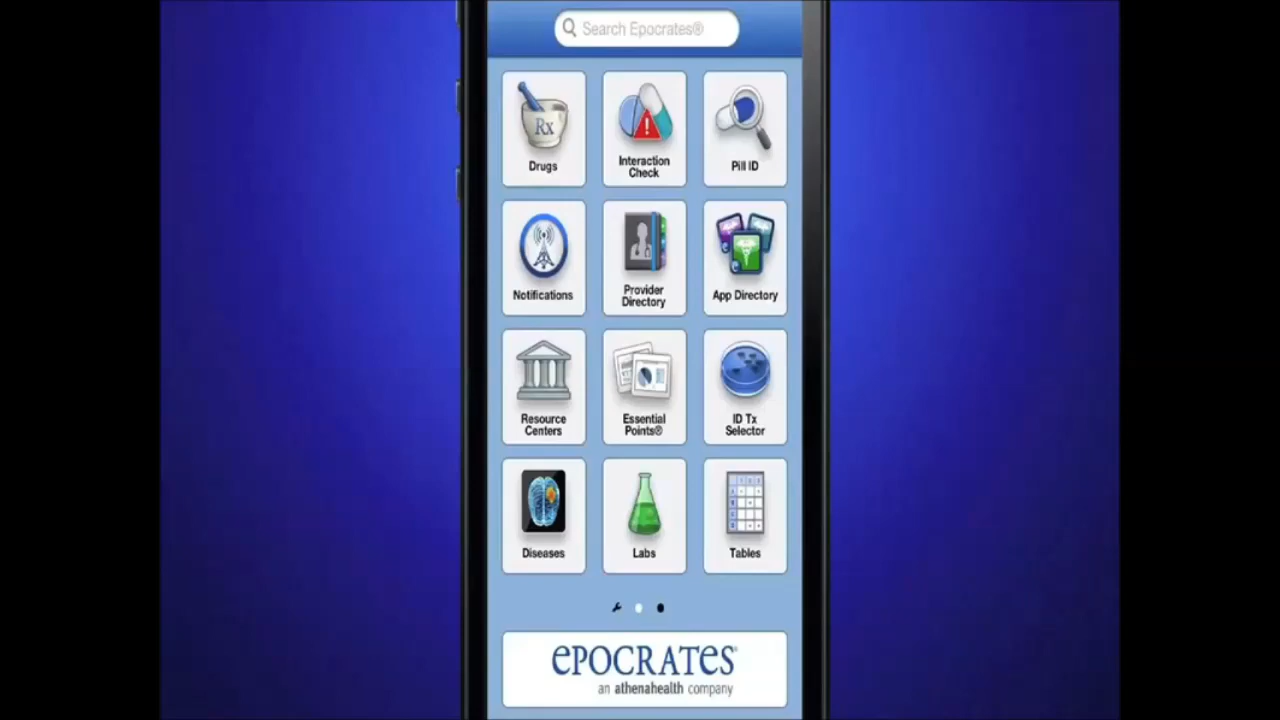 Search Epocrates®
Rx
Drugs
Interaction
Check
Pill ID
Notifications
Provider
Directory
App Directory
Resource
Centers
Essential
Points®
ID Tx
Selector
Diseases
Labs
Tables
epocrates®
an athenahealth company